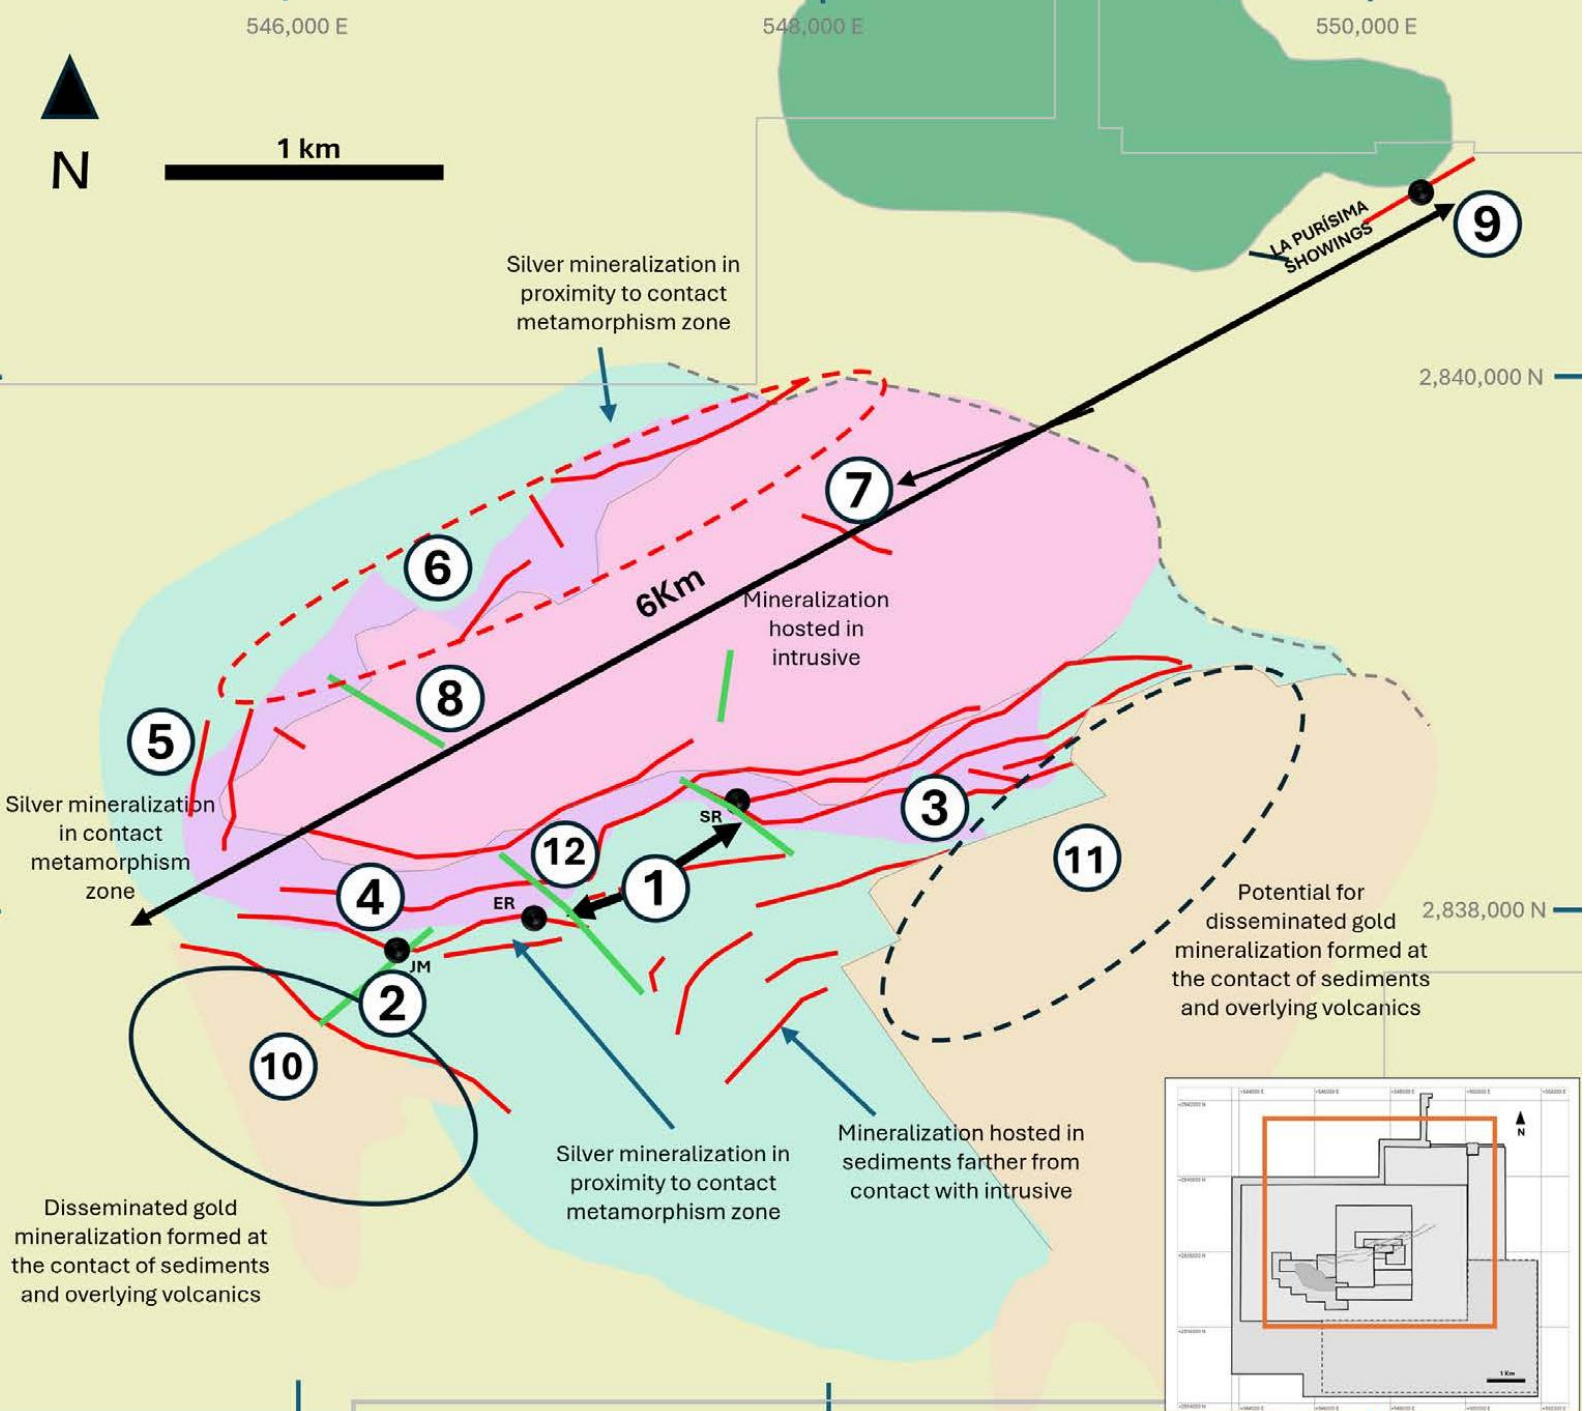 546,000 E
548,000 E
550,000 E
N
1 km
9
LA PURÍSIMA
SHOWINGS
Silver mineralization in
proximity to contact
metamorphism zone
2,840,000 N
7
6
6Km
Mineralization
hosted in
intrusive
8
5
Silver mineralization
in contact
metamorphism
zone
SR
3
12
11
1
4
ER
Potential for
disseminated gold
mineralization formed at
the contact of sediments
and overlying volcanics
2,838,000 N
JM
2
10
Silver mineralization in
proximity to contact
metamorphism zone
Mineralization hosted in
sediments farther from
contact with intrusive
Disseminated gold
mineralization formed at
the contact of sediments
and overlying volcanics
N
1 Km